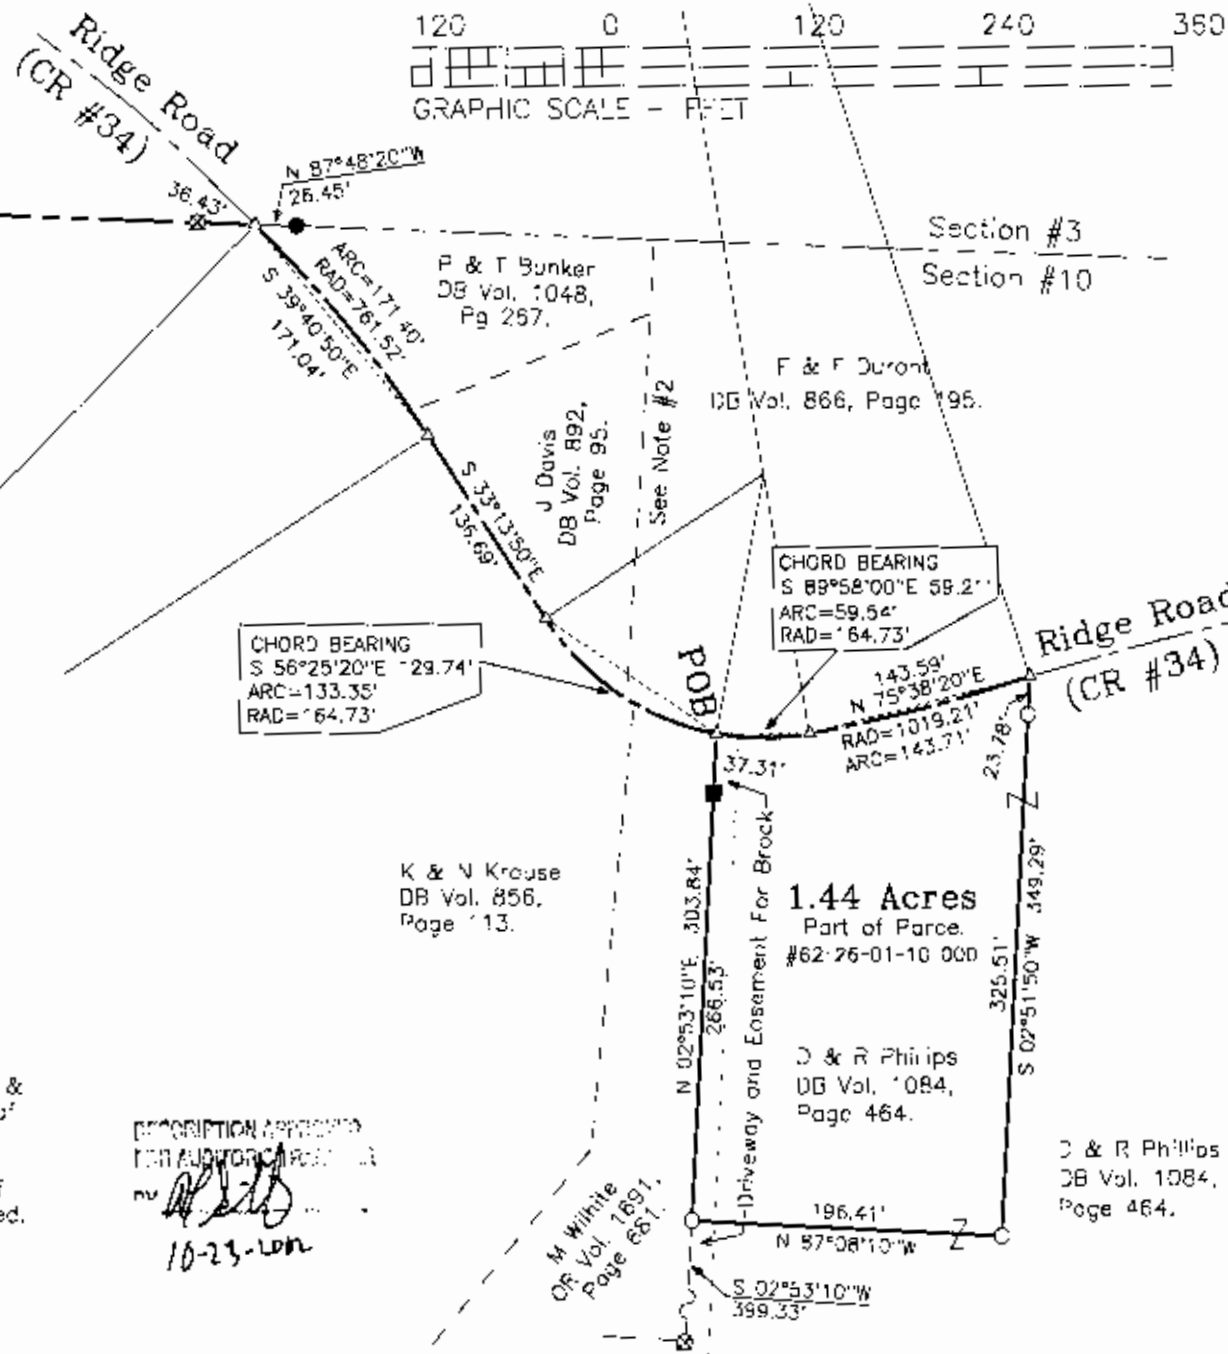 120 0 120 240 360
GRAPHIC SCALE - FEET
Ridge Road
(CR #34)
N 87°48'20"W
26.45'
36.43'
Section #3
Section #10
ARC=171.40'
RAD=761.52'
S 39°40'50"E
171.04'
P & T Bunker
DB Vol. 1048,
Pg 267.
F & F Durant
DB Vol. 866, Page 195.
J Davis
DB Vol. 892,
Page 95.
See Note #2
S 33°13'50"E
136.69'
CHORD BEARING
S 89°58'00"E 59.21'
ARC=59.54'
RAD=164.73'
CHORD BEARING
S 56°25'20"E 129.74'
ARC=133.35'
RAD=164.73'
POB
Ridge Road
(CR #34)
143.59'
N 75°38'20"E
RAD=1019.21'
ARC=143.71'
23.78'
37.31'
K & N Krouse
DB Vol. 856,
Page 113.
N 02°53'10"E 303.84'
266.53'
Driveway and Easement For Brock
1.44 Acres
Part of Parce.
#62-26-01-10 000
D & R Philips
DB Vol. 1084,
Page 464.
325.51'
S 02°51'50"W 349.29'
D & R Phillips
DB Vol. 1084,
Page 464.
&
of
ed.
DESCRIPTION APPROVED
FOR AUDITOR
BY
10-23-2002
M Wilhite
OR Vol. 1691,
Page 681.
196.41'
N 87°08'10"W
S 02°53'10"W
399.33'